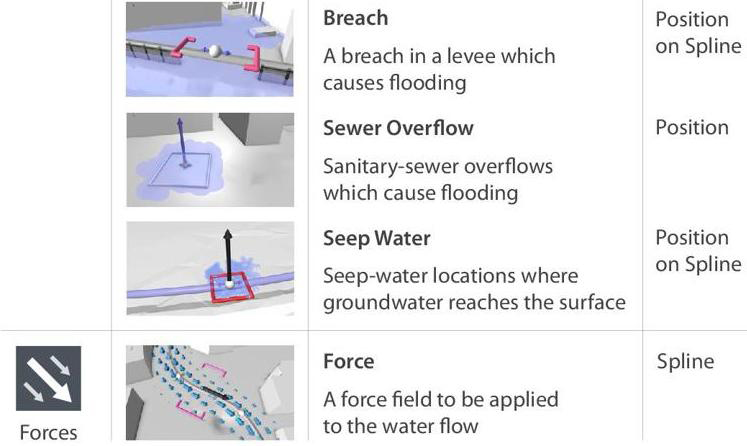 Breach
Position
on Spline
A breach in a levee which
causes flooding
Sewer Overflow
Position
Sanitary-sewer overflows
which cause flooding
Seep Water
Position
on Spline
Seep-water locations where
groundwater reaches the surface
Forces
Force
Spline
A force field to be applied
to the water flow